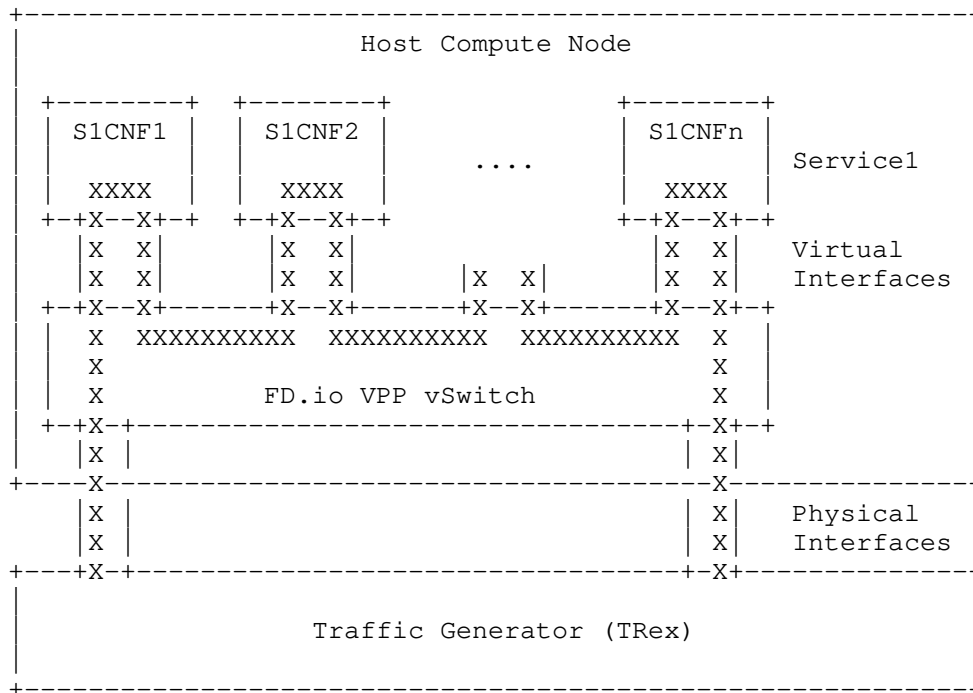 Host Compute Node
S1CNF1 S1CNF2 S1CNFn
.... Service1
XXXX XXXX XXXX
X X X X X X
X X X X X X Virtual
X X X X X X X X Interfaces
X X X X X X X X
X XXXXXXXXXX XXXXXXXXXX XXXXXXXXXX X
X X
X FD.io VPP vSwitch X
X X
X X
X X
X X Physical
X X Interfaces
X X
Traffic Generator (TRex)